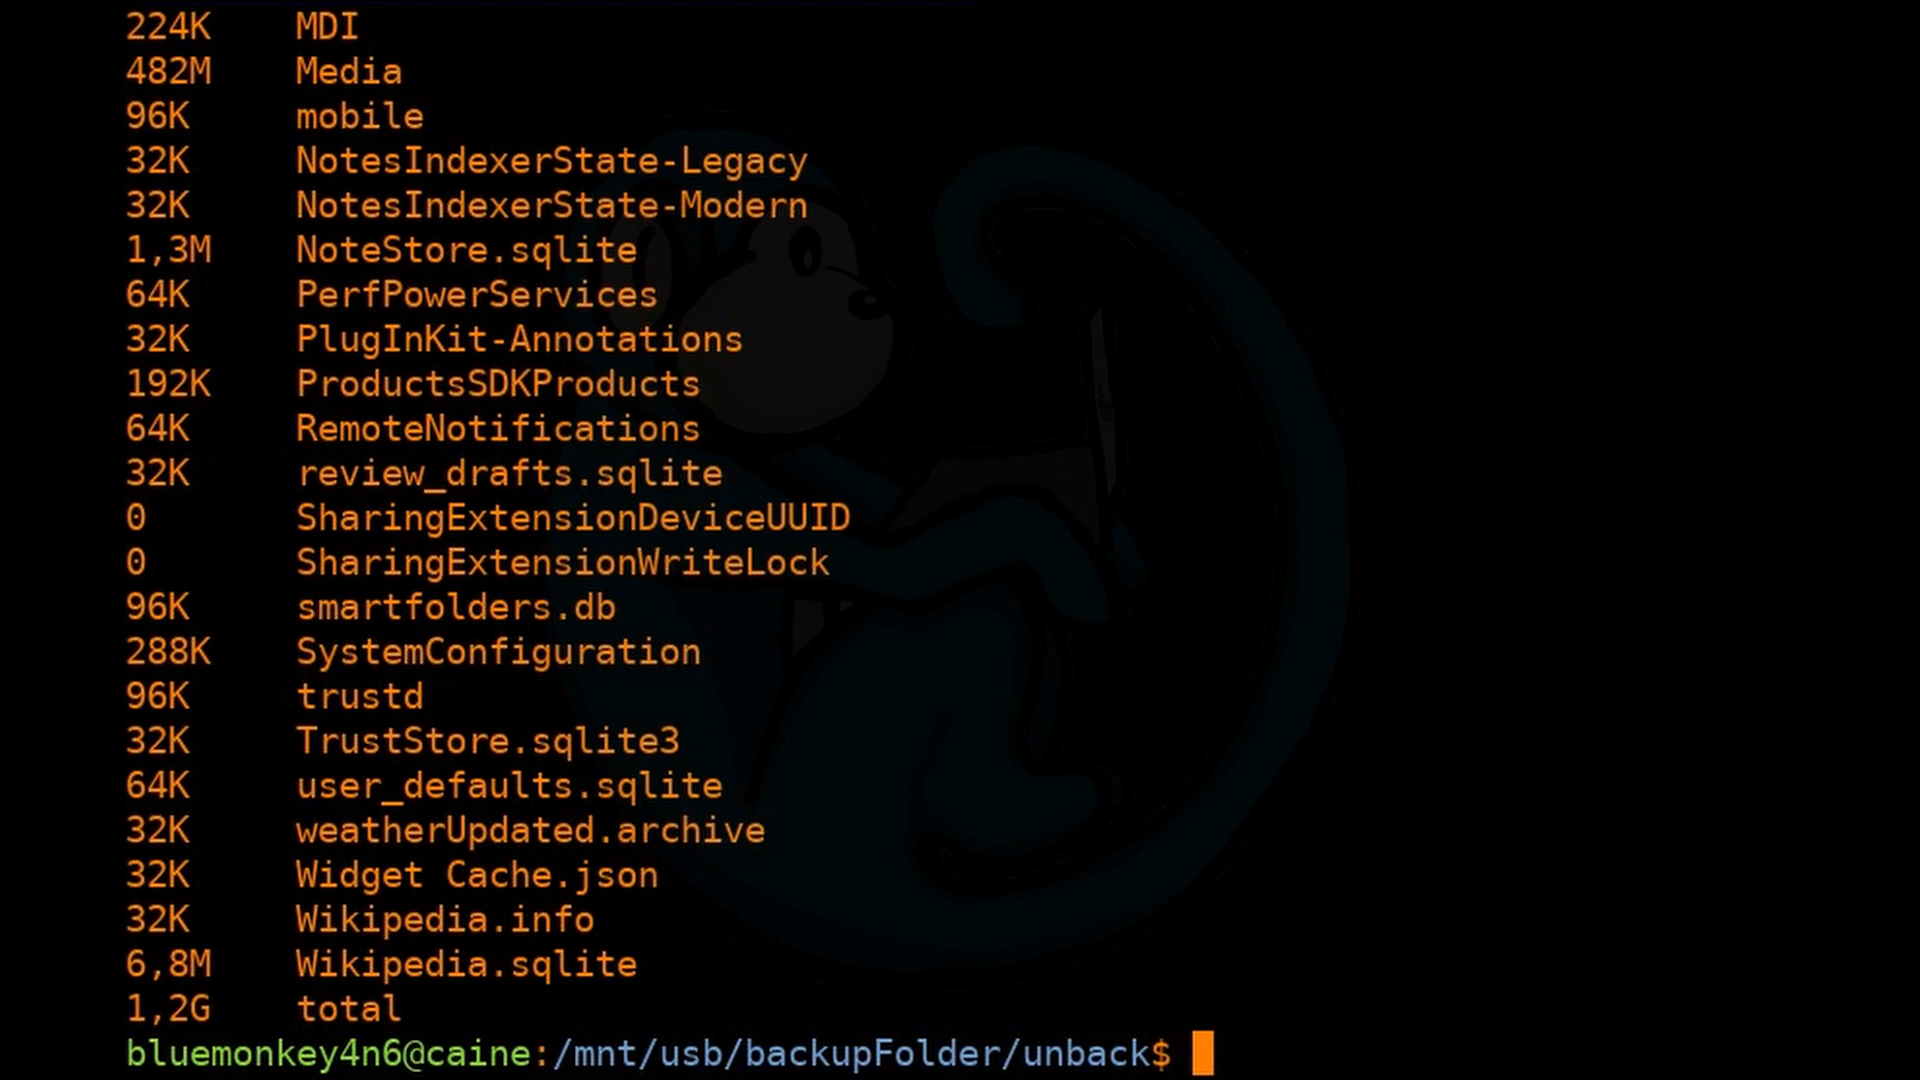 224K MDI
482M Media
96K mobile
32K NotesIndexerState-Legacy
32K NotesIndexerState-Modern
1,3M NoteStore.sqlite
64K PerfPowerServices
32K PlugInKit-Annotations
192K ProductsSDKProducts
64K RemoteNotifications
32K review_drafts.sqlite
0 SharingExtensionDeviceUUID
0 SharingExtensionWriteLock
96K smartfolders.db
288K SystemConfiguration
96K trustd
32K TrustStore.sqlite3
64K user_defaults.sqlite
32K weatherUpdated.archive
32K Widget Cache.json
32K Wikipedia.info
6,8M Wikipedia.sqlite
1,2G total
bluemonkey4n6@caine:/mnt/usb/backupFolder/unback$